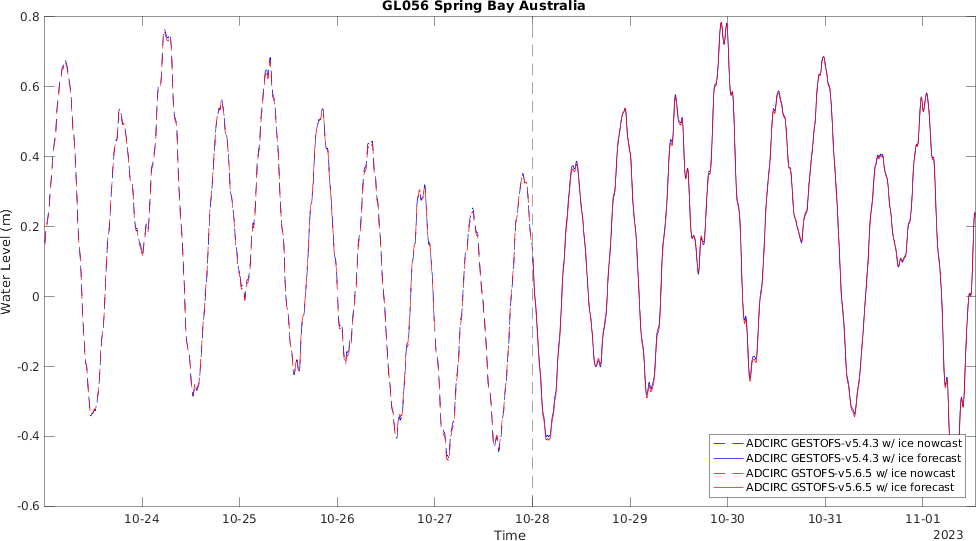 GL056 Spring Bay Australia
0.8
0.6
0.4
0.2
0
-0.2
-0.4
-0.6
Water Level (m)
ADCIRC GESTOFS-v5.4.3 w/ ice nowcast
ADCIRC GESTOFS-v5.4.3 w/ ice forecast
ADCIRC GSTOFS-v5.6.5 w/ ice nowcast
ADCIRC GSTOFS-v5.6.5 w/ ice forecast
10-24 10-25 10-26 10-27 10-28 10-29 10-30 10-31 11-01
Time
2023